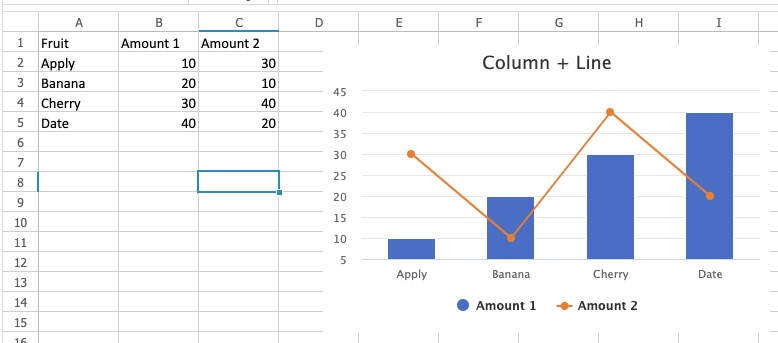 A B C D E F G H I
1 Fruit Amount 1 Amount 2
2 Apply 10 30
3 Banana 20 10
4 Cherry 30 40
5 Date 40 20
6
7
8
9
10
11
12
13
14
15
16
Column + Line
45
40
35
30
25
20
15
10
5
Apply Banana Cherry Date
Amount 1 Amount 2